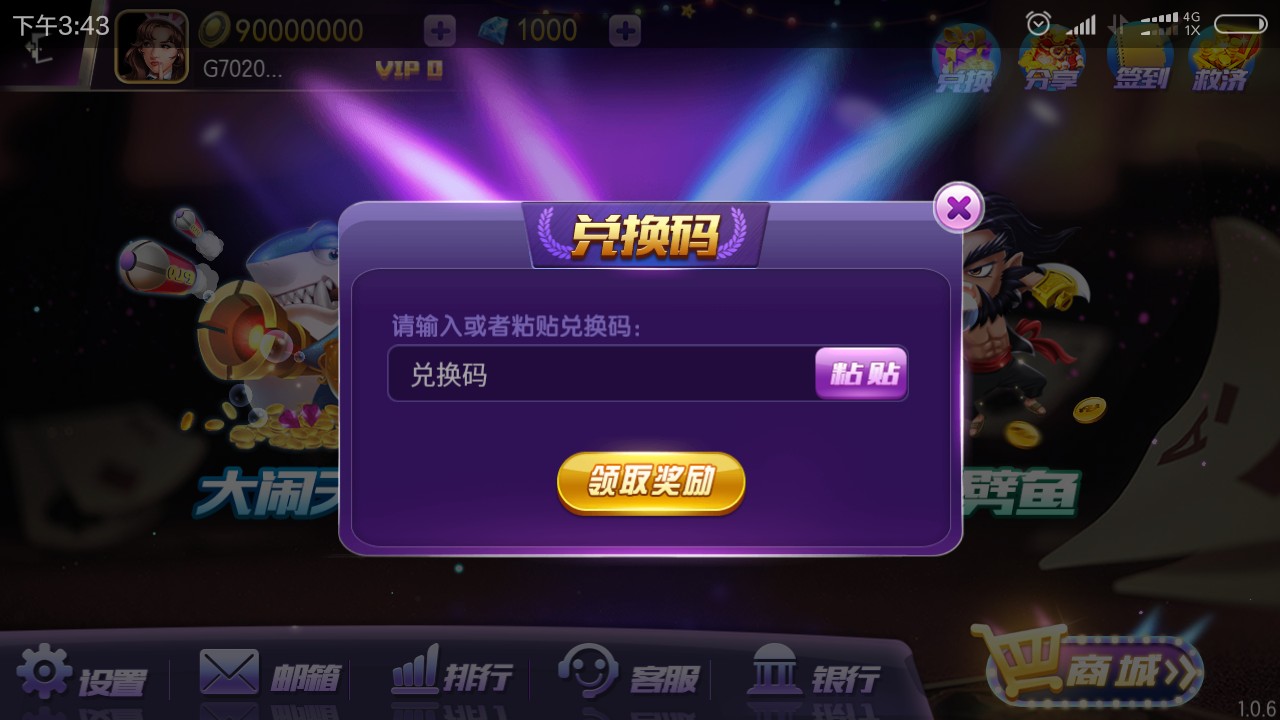 下午3:43
90000000
1000
4G
1X
G7020...
VIP 0
兑换
分享
签到
救济
兑换码
请输入或者粘贴兑换码:
兑换码
粘贴
领取奖励
大闹
劈鱼
设置
邮箱
排行
客服
银行
商城
1.0.6